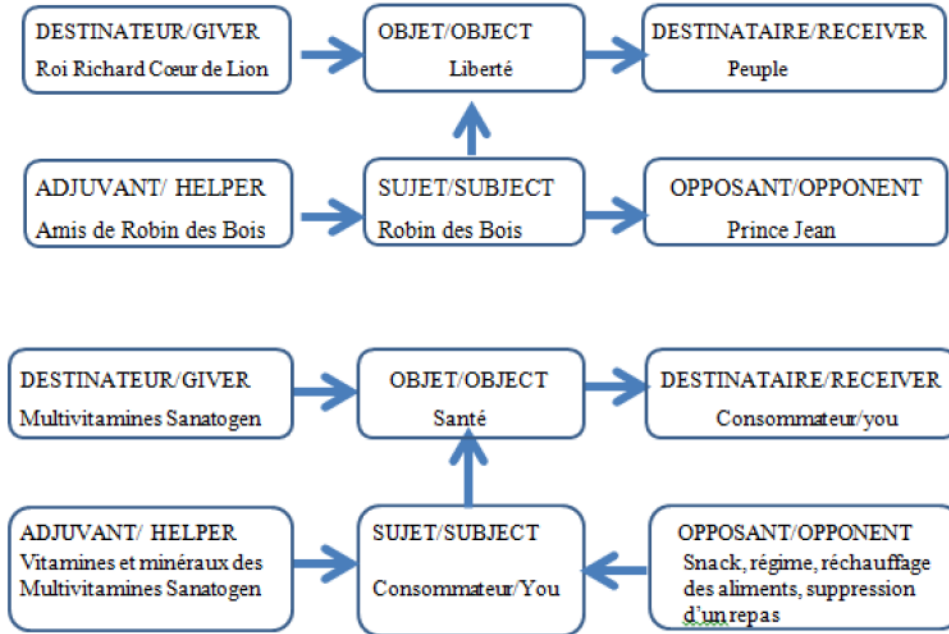 DESTINATEUR/GIVER
Roi Richard Cœur de Lion
OBJET/OBJECT
Liberté
DESTINATAIRE/RECEIVER
Peuple
ADJUVANT/ HELPER
Amis de Robin des Bois
SUJET/SUBJECT
Robin des Bois
OPPOSANT/OPPONENT
Prince Jean
DESTINATEUR/GIVER
Multivitamines Sanatogen
OBJET/OBJECT
Santé
DESTINATAIRE/RECEIVER
Consommateur/you
ADJUVANT/ HELPER
Vitamines et minéraux des
Multivitamines Sanatogen
SUJET/SUBJECT
Consommateur/You
OPPOSANT/OPPONENT
Snack, régime, réchauffage
des aliments, suppression
d'un repas